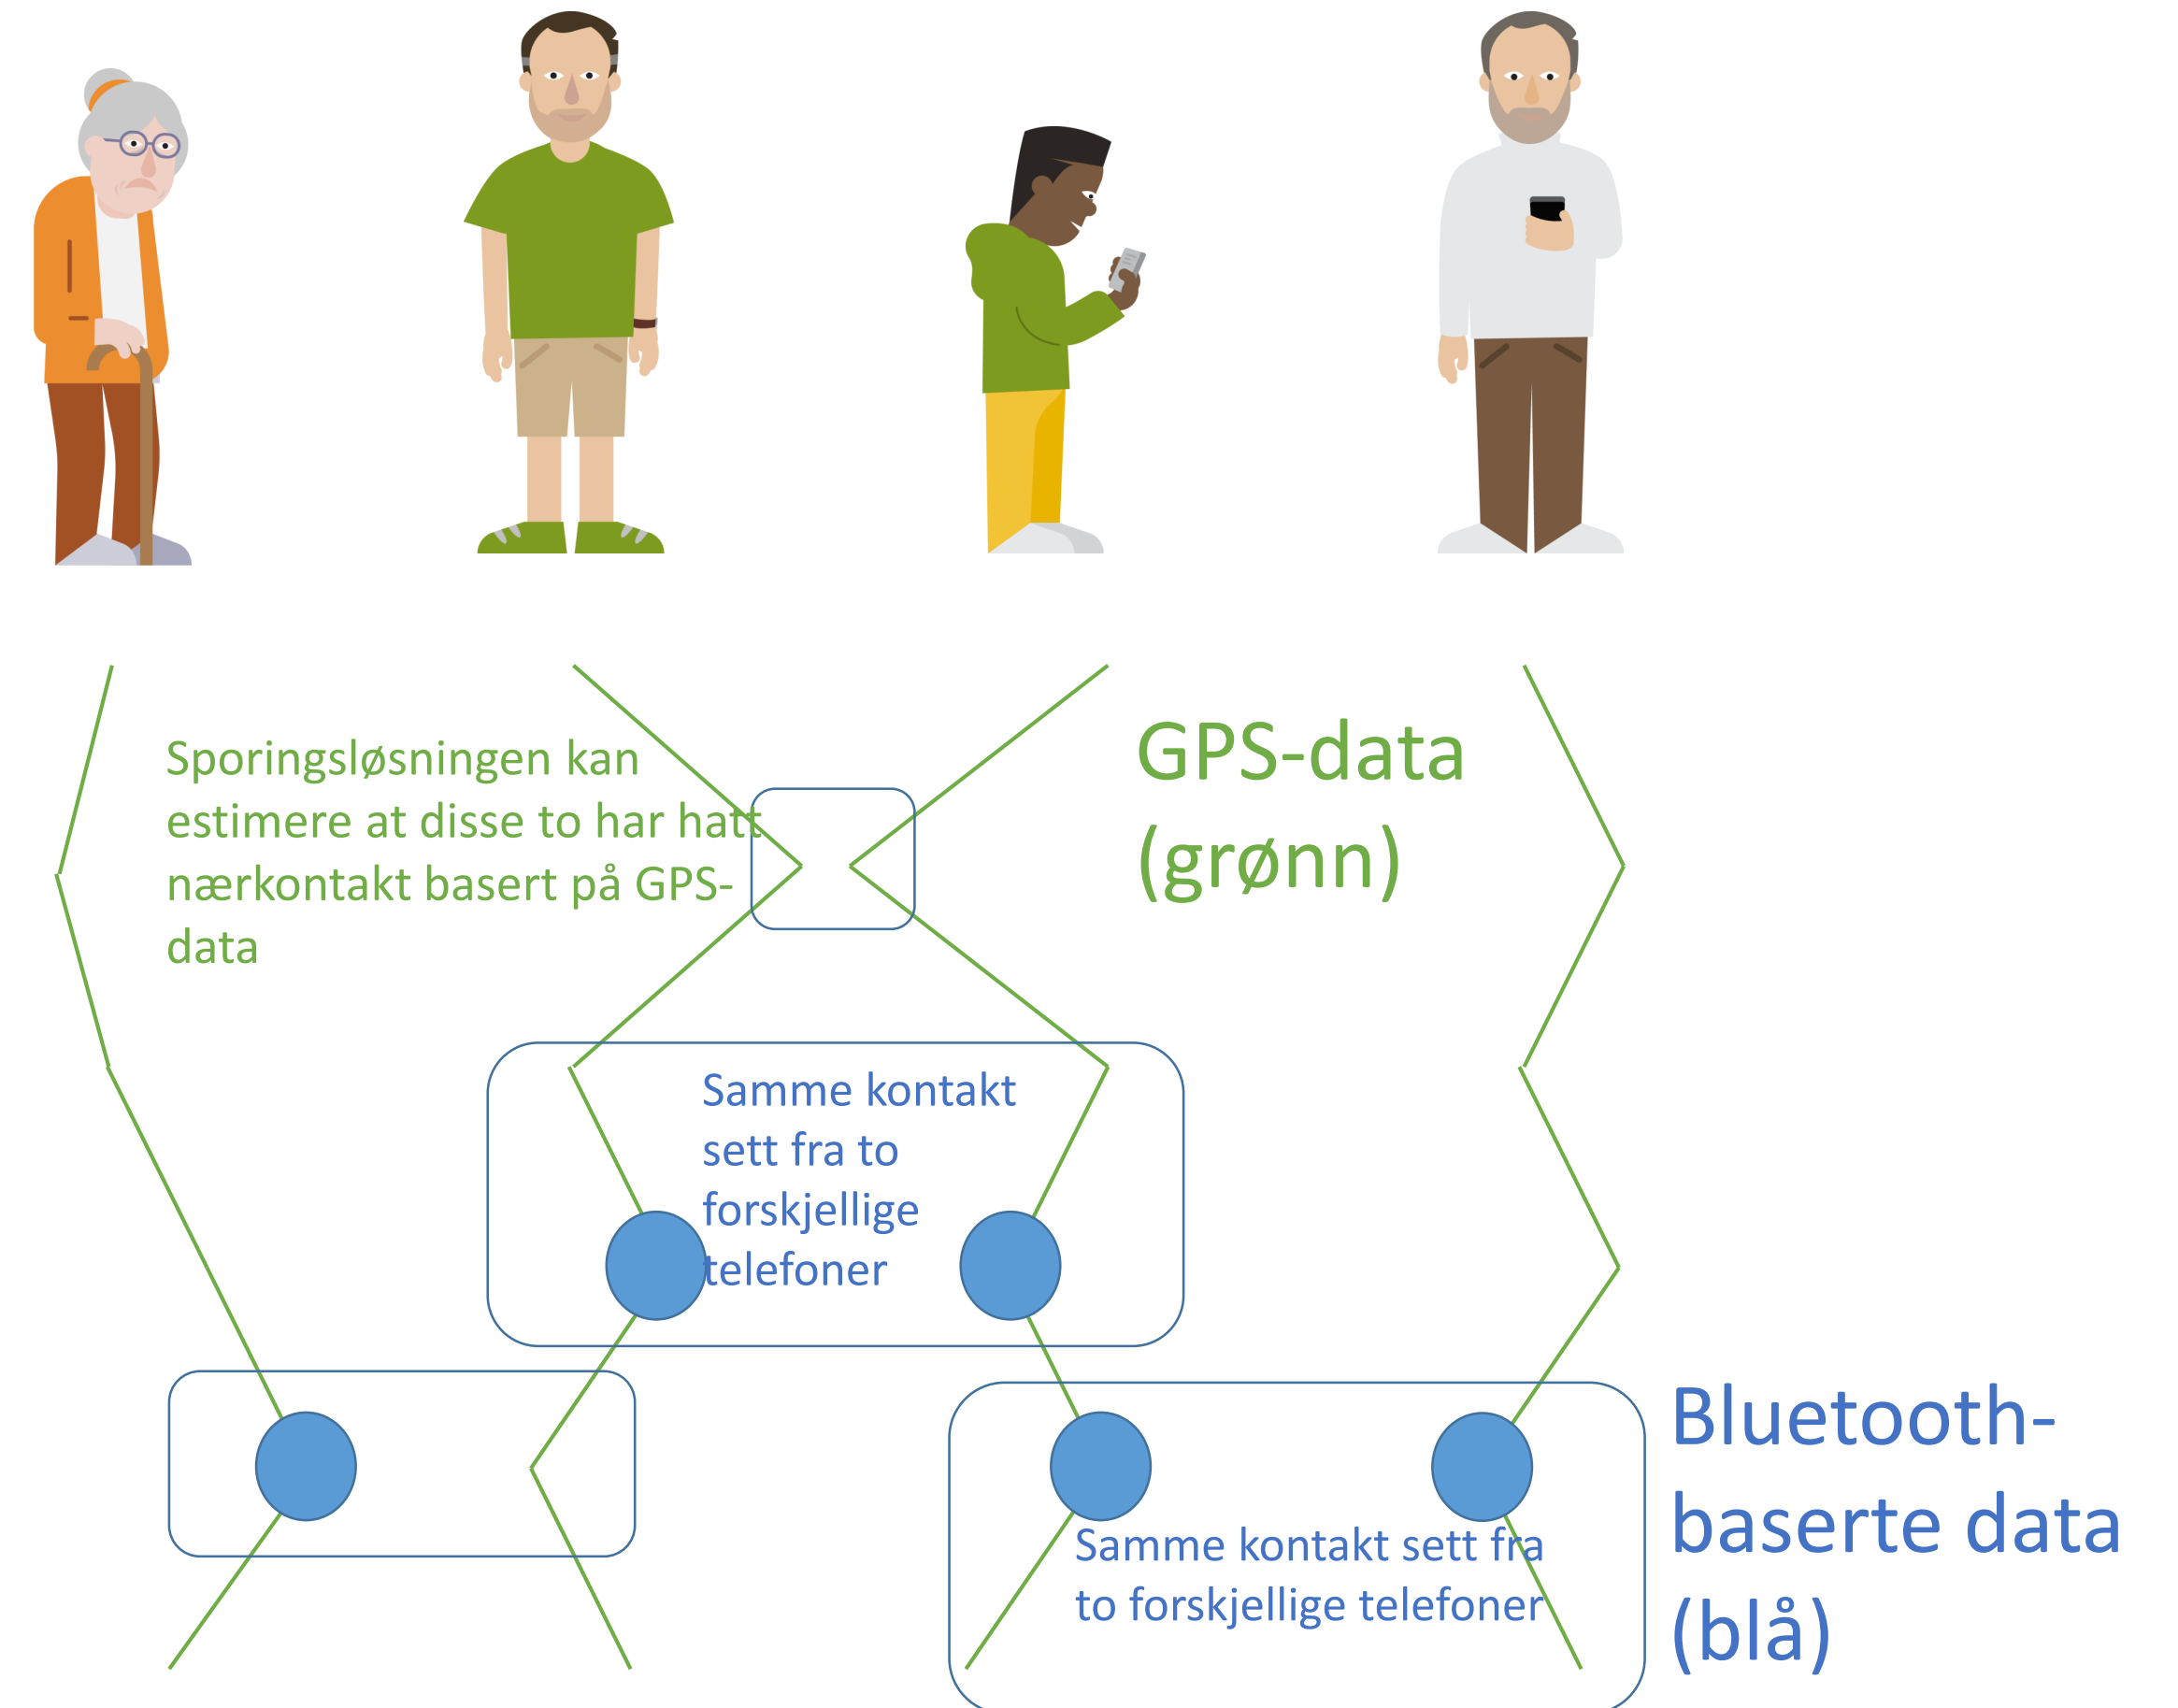 Sporingsløsningen kan
estimere at disse to har hatt
nærkontakt basert på GPS-
data
GPS-data
(grønn)
Samme kontakt
sett fra to
forskjellige
telefoner
Bluetooth-
baserte data
(blå)
Samme kontakt sett fra
to forskjellige telefoner